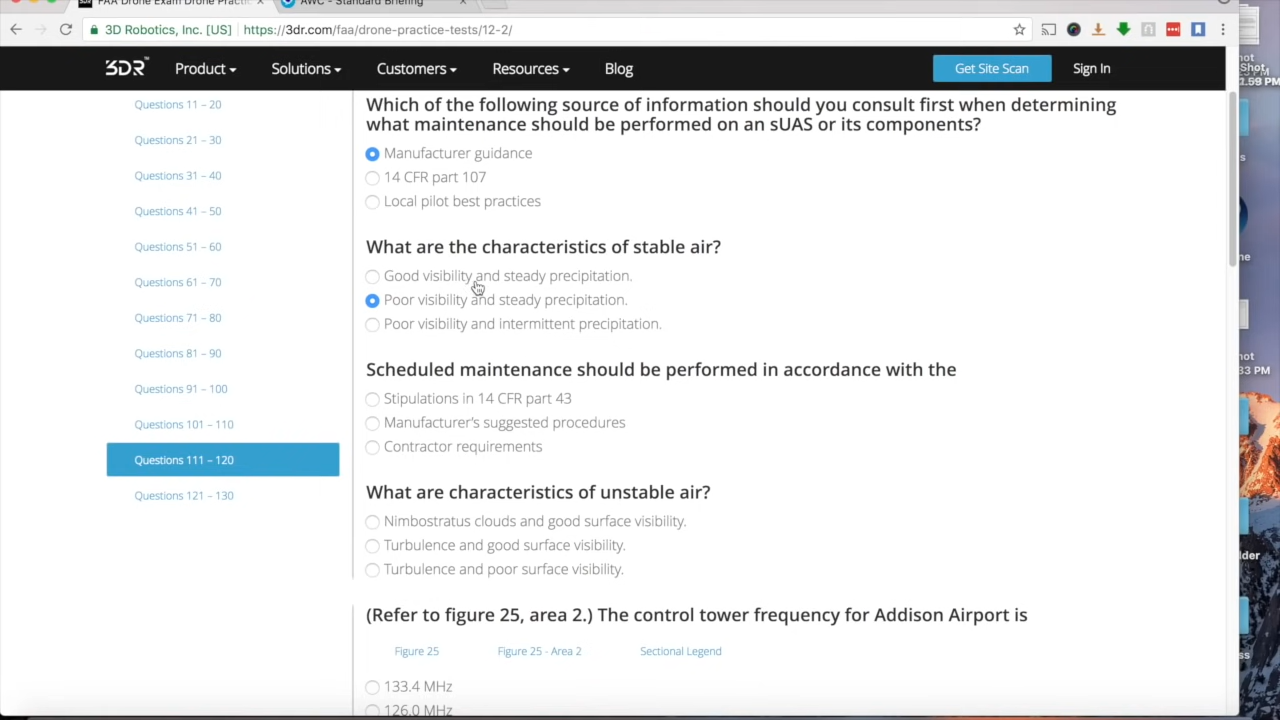 FAA Drone Exam Drone Practi
AWC - Standard Briefing
3D Robotics, Inc. [US]
https://3dr.com/faa/drone-practice-tests/12-2/
3DR
Product
Solutions
Customers
Resources
Blog
Get Site Scan
Sign In
Questions 11 – 20
Questions 21 – 30
Questions 31 – 40
Questions 41 – 50
Questions 51 – 60
Questions 61 – 70
Questions 71 – 80
Questions 81 – 90
Questions 91 – 100
Questions 101 – 110
Questions 111 – 120
Questions 121 – 130
Which of the following source of information should you consult first when determining
what maintenance should be performed on an sUAS or its components?
Manufacturer guidance
14 CFR part 107
Local pilot best practices
What are the characteristics of stable air?
Good visibility and steady precipitation.
Poor visibility and steady precipitation.
Poor visibility and intermittent precipitation.
Scheduled maintenance should be performed in accordance with the
Stipulations in 14 CFR part 43
Manufacturer's suggested procedures
Contractor requirements
What are characteristics of unstable air?
Nimbostratus clouds and good surface visibility.
Turbulence and good surface visibility.
Turbulence and poor surface visibility.
(Refer to figure 25, area 2.) The control tower frequency for Addison Airport is
Figure 25
Figure 25 - Area 2
Sectional Legend
133.4 MHz
126.0 MHz